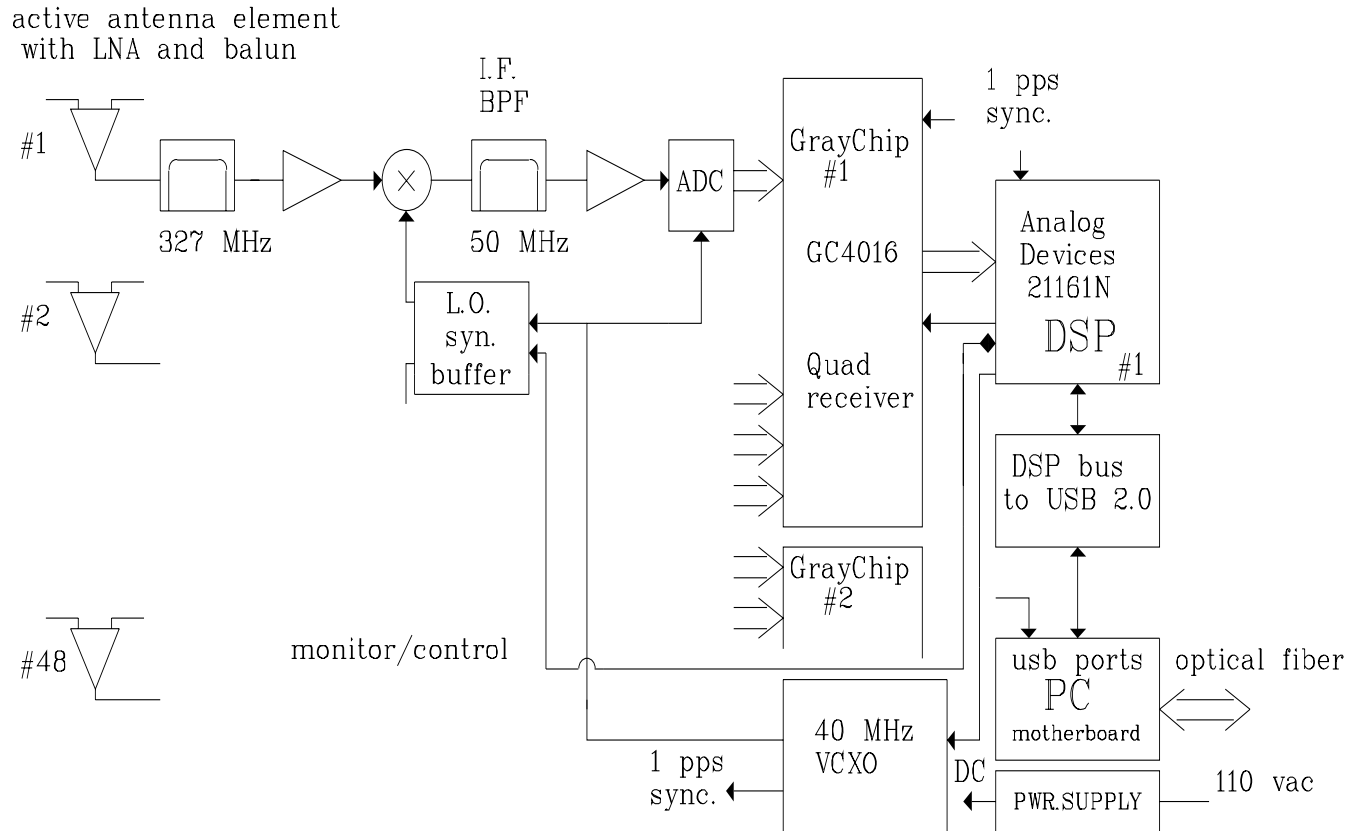 active antenna element
with LNA and balun
I.F.
BPF
1 pps
sync.
#1
327 MHz
X
50 MHz
ADC
GrayChip
#1
GC4016
Quad
receiver
Analog
Devices
21161N
DSP
#1
#2
L.O.
syn.
buffer
DSP bus
to USB 2.0
GrayChip
#2
#48
monitor/control
usb ports
PC
motherboard
optical fiber
40 MHz
VCXO
1 pps
sync.
DC
PWR.SUPPLY
110 vac